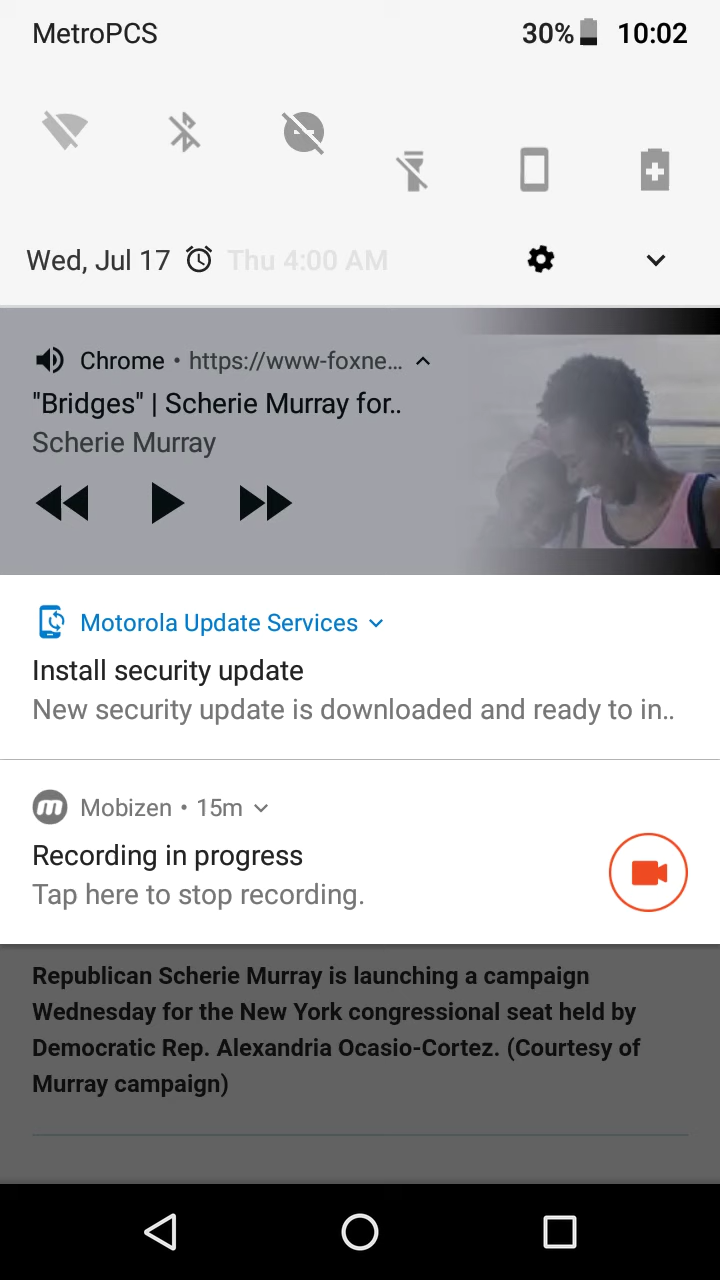 MetroPCS 30% 10:02
Wed, Jul 17 Thu 4:00 AM
Chrome • https://www-foxne...
"Bridges" | Scherie Murray for..
Scherie Murray
Motorola Update Services
Install security update
New security update is downloaded and ready to in..
m Mobizen • 15m
Recording in progress
Tap here to stop recording.
Republican Scherie Murray is launching a campaign
Wednesday for the New York congressional seat held by
Democratic Rep. Alexandria Ocasio-Cortez. (Courtesy of
Murray campaign)